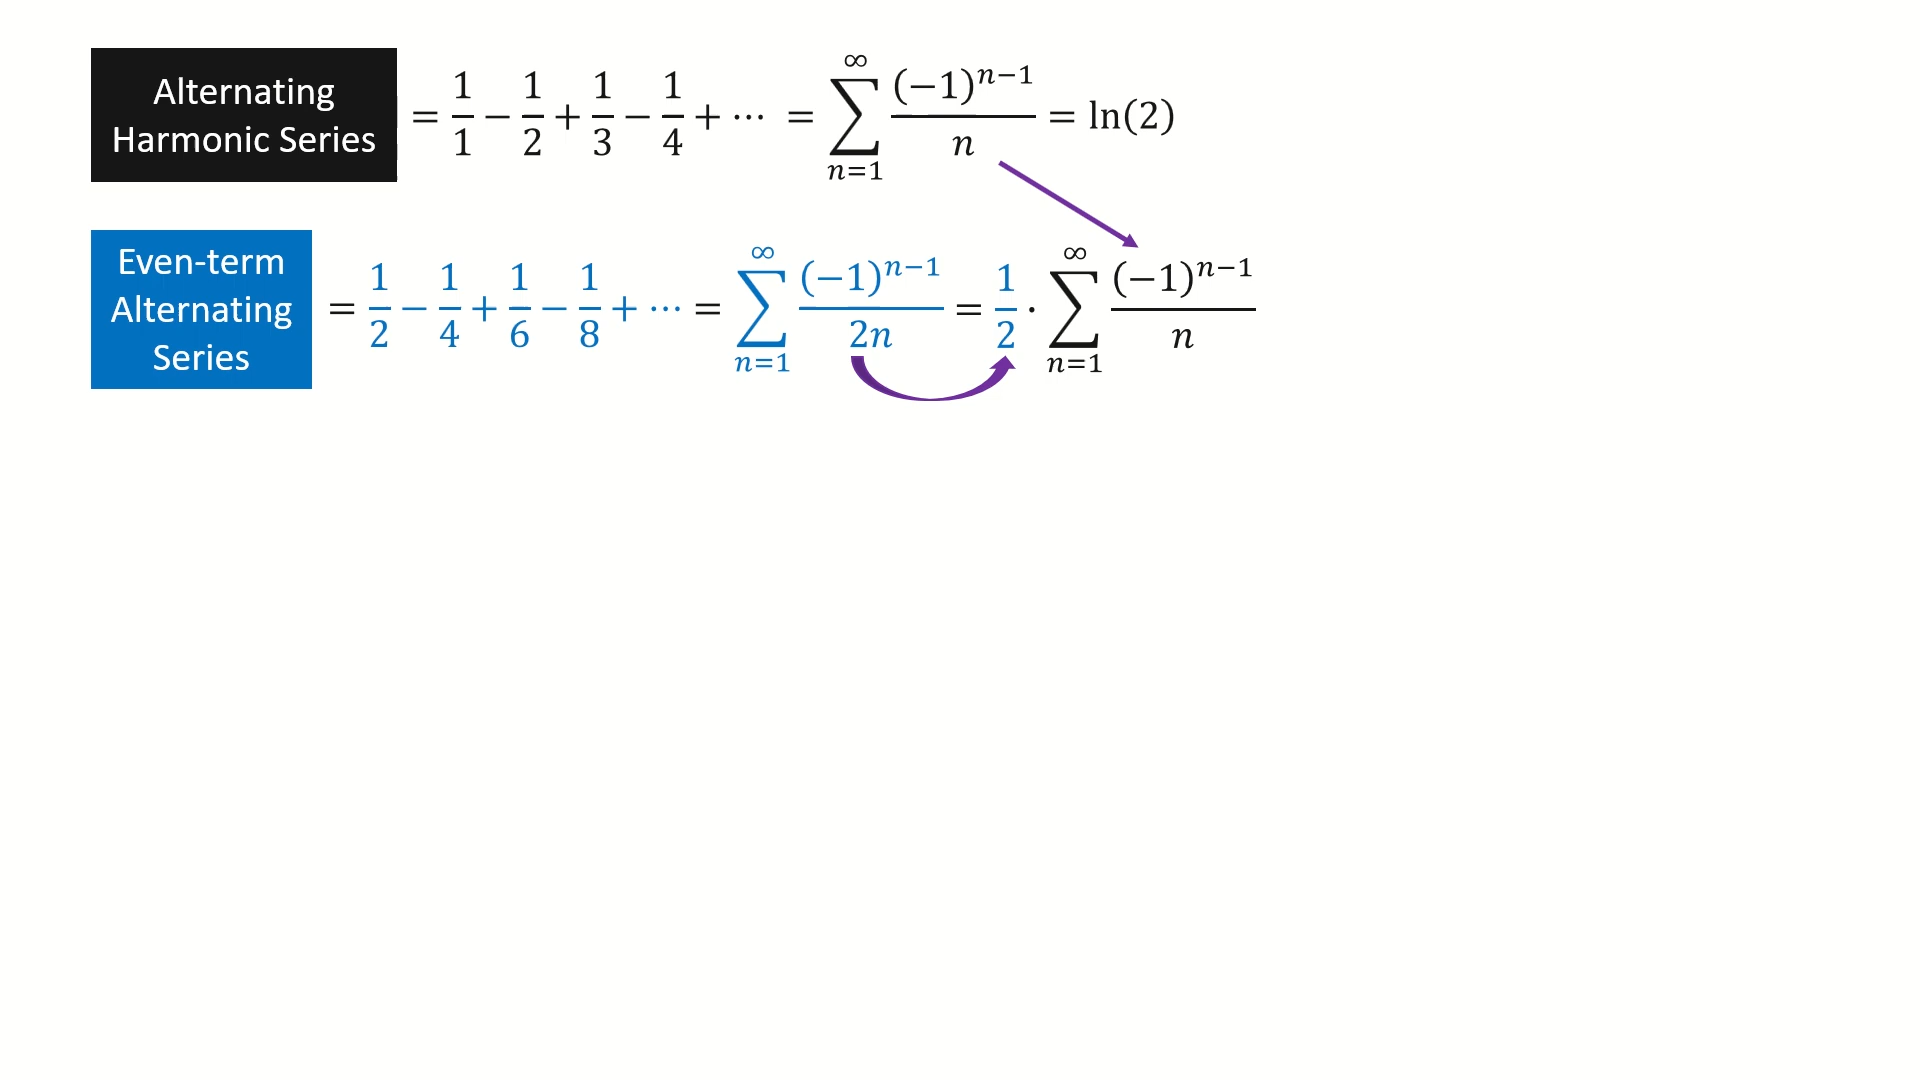 Alternating
Harmonic Series
= 1/1 − 1/2 + 1/3 − 1/4 + ⋯ = ∑_{n=1}^{∞} (−1)^{n−1}/n = ln(2)
Even-term
Alternating
Series
= 1/2 − 1/4 + 1/6 − 1/8 + ⋯ = ∑_{n=1}^{∞} (−1)^{n−1}/2n = 1/2 · ∑_{n=1}^{∞} (−1)^{n−1}/n